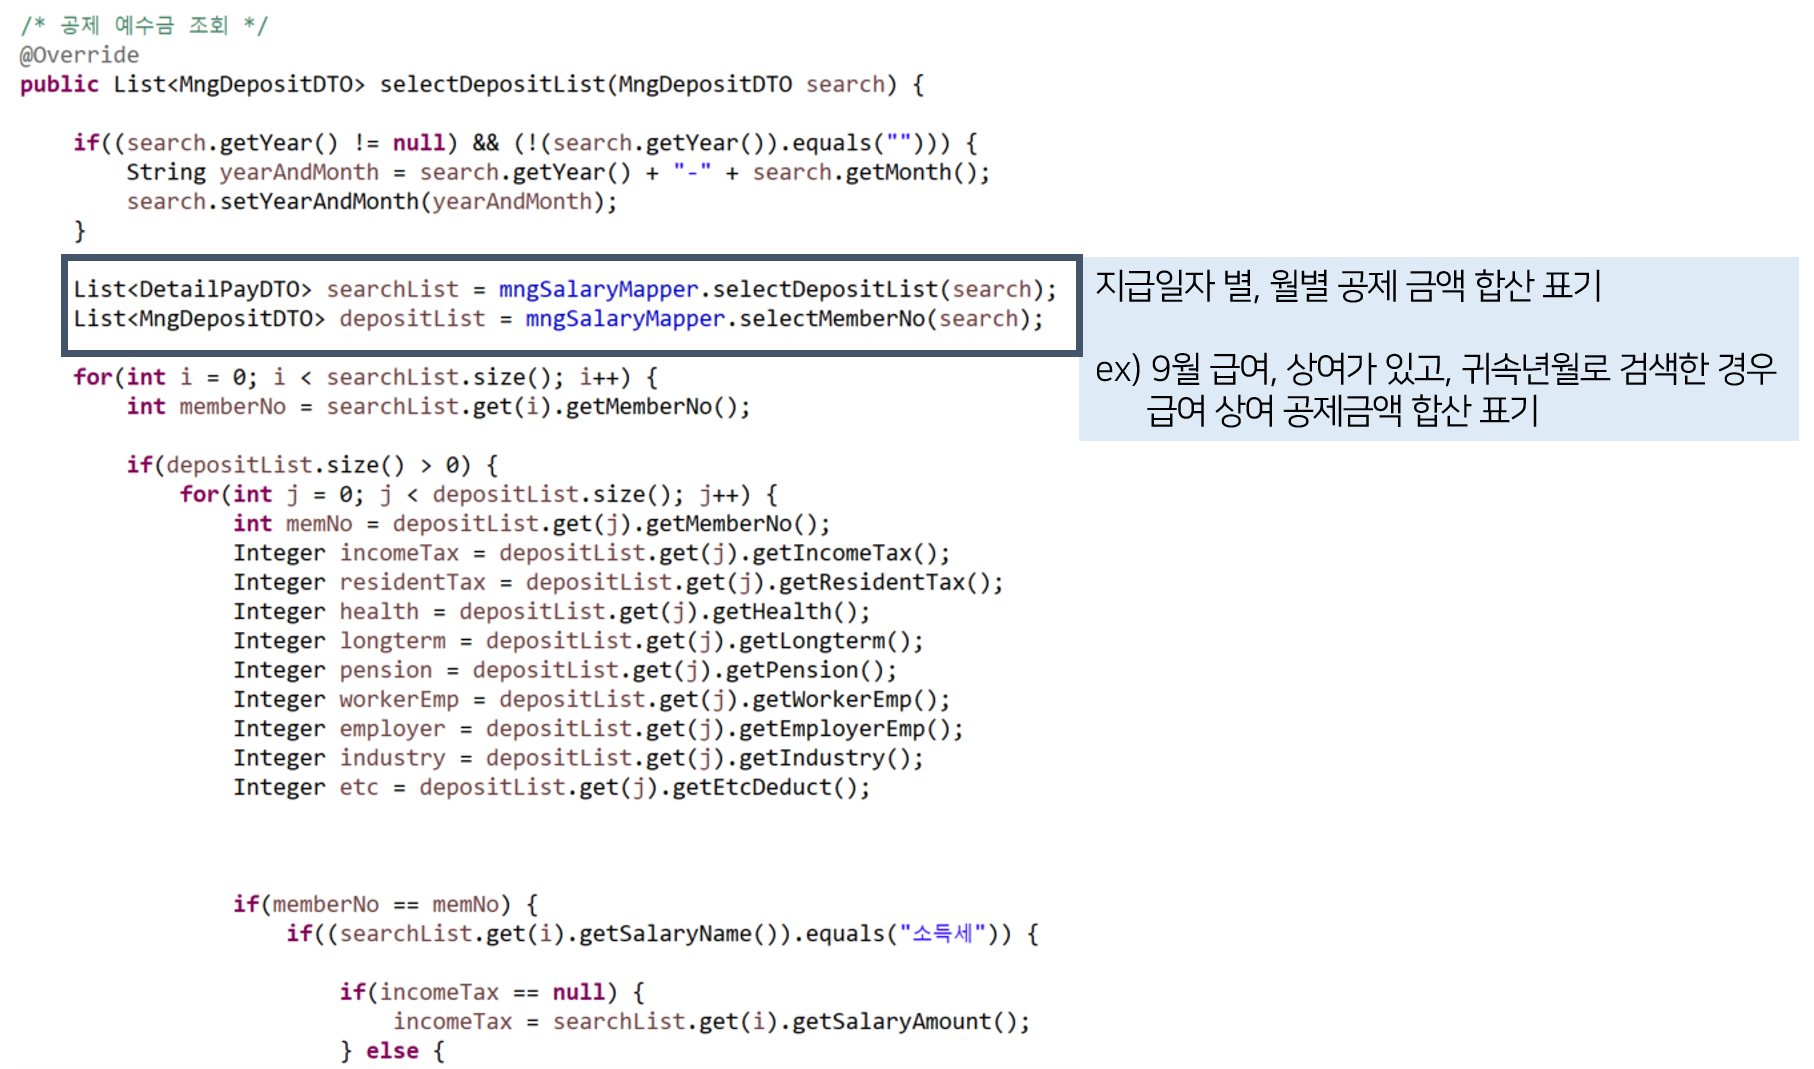 /* 공제 예수금 조회 */
@Override
public List<MngDepositDTO> selectDepositList(MngDepositDTO search) {
if((search.getYear() != null) && (!(search.getYear()).equals(""))) {
String yearAndMonth = search.getYear() + "-" + search.getMonth();
search.setYearAndMonth(yearAndMonth);
}
List<DetailPayDTO> searchList = mngSalaryMapper.selectDepositList(search);
List<MngDepositDTO> depositList = mngSalaryMapper.selectMemberNo(search);
지급일자 별, 월별 공제 금액 합산 표기
ex) 9월 급여, 상여가 있고, 귀속년월로 검색한 경우
급여 상여 공제금액 합산 표기
for(int i = 0; i < searchList.size(); i++) {
int memberNo = searchList.get(i).getMemberNo();
if(depositList.size() > 0) {
for(int j = 0; j < depositList.size(); j++) {
int memNo = depositList.get(j).getMemberNo();
Integer incomeTax = depositList.get(j).getIncomeTax();
Integer residentTax = depositList.get(j).getResidentTax();
Integer health = depositList.get(j).getHealth();
Integer longterm = depositList.get(j).getLongterm();
Integer pension = depositList.get(j).getPension();
Integer workerEmp = depositList.get(j).getWorkerEmp();
Integer employer = depositList.get(j).getEmployerEmp();
Integer industry = depositList.get(j).getIndustry();
Integer etc = depositList.get(j).getEtcDeduct();
if(memberNo == memNo) {
if((searchList.get(i).getSalaryName()).equals("소득세")) {
if(incomeTax == null) {
incomeTax = searchList.get(i).getSalaryAmount();
} else {